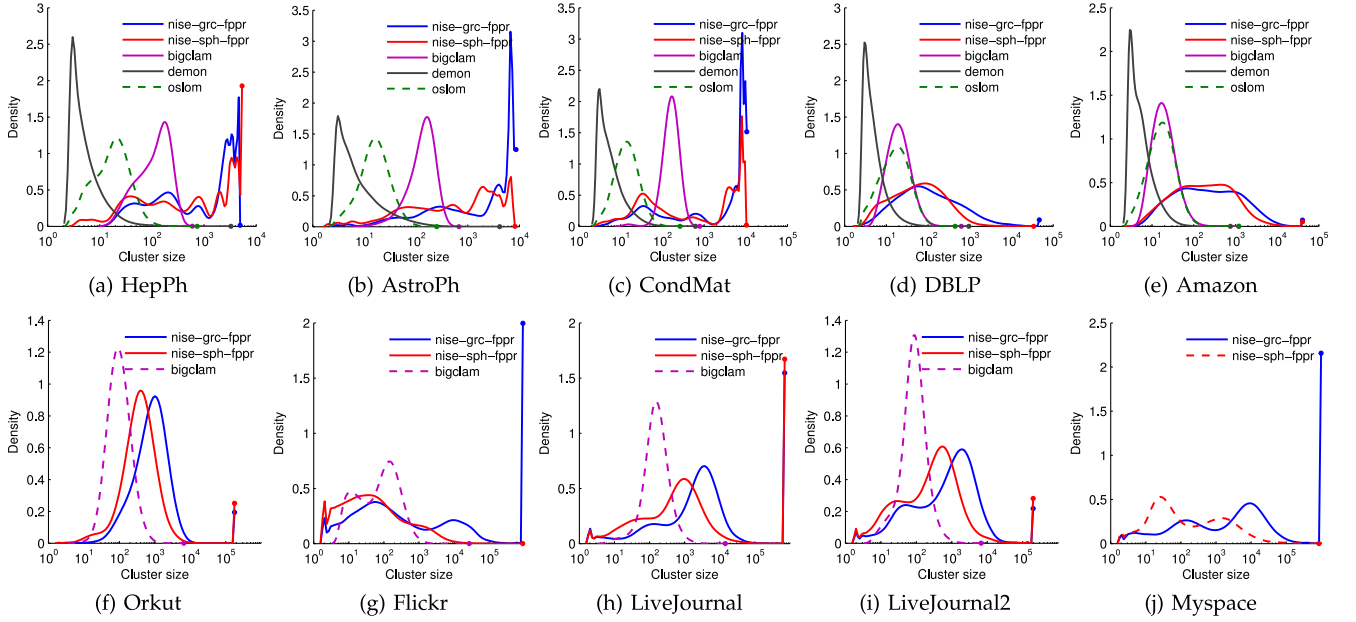 nise-grc-fppr
nise-sph-fppr
bigclam
demon
oslom
Density
3
2.5
2
1.5
1
0.5
0
10^0 10^1 10^2 10^3 10^4
Cluster size
(a) HepPh
nise-grc-fppr
nise-sph-fppr
bigclam
demon
oslom
Density
3.5
3
2.5
2
1.5
1
0.5
0
10^0 10^1 10^2 10^3 10^4
Cluster size
(b) AstroPh
nise-grc-fppr
nise-sph-fppr
bigclam
demon
oslom
Density
3.5
3
2.5
2
1.5
1
0.5
0
10^0 10^1 10^2 10^3 10^4 10^5
Cluster size
(c) CondMat
nise-grc-fppr
nise-sph-fppr
bigclam
demon
oslom
Density
3
2.5
2
1.5
1
0.5
0
10^0 10^1 10^2 10^3 10^4 10^5
Cluster size
(d) DBLP
nise-grc-fppr
nise-sph-fppr
bigclam
demon
oslom
Density
2.5
2
1.5
1
0.5
0
10^0 10^1 10^2 10^3 10^4 10^5
Cluster size
(e) Amazon
nise-grc-fppr
nise-sph-fppr
bigclam
Density
1.4
1.2
1
0.8
0.6
0.4
0.2
0
10^0 10^1 10^2 10^3 10^4 10^5
Cluster size
(f) Orkut
nise-grc-fppr
nise-sph-fppr
bigclam
Density
2
1.5
1
0.5
0
10^1 10^2 10^3 10^4 10^5
Cluster size
(g) Flickr
nise-grc-fppr
nise-sph-fppr
bigclam
Density
2
1.5
1
0.5
0
10^1 10^2 10^3 10^4 10^5
Cluster size
(h) LiveJournal
nise-grc-fppr
nise-sph-fppr
bigclam
Density
1.4
1.2
1
0.8
0.6
0.4
0.2
0
10^1 10^2 10^3 10^4 10^5
Cluster size
(i) LiveJournal2
nise-grc-fppr
nise-sph-fppr
Density
2.5
2
1.5
1
0.5
0
10^1 10^2 10^3 10^4 10^5
Cluster size
(j) Myspace